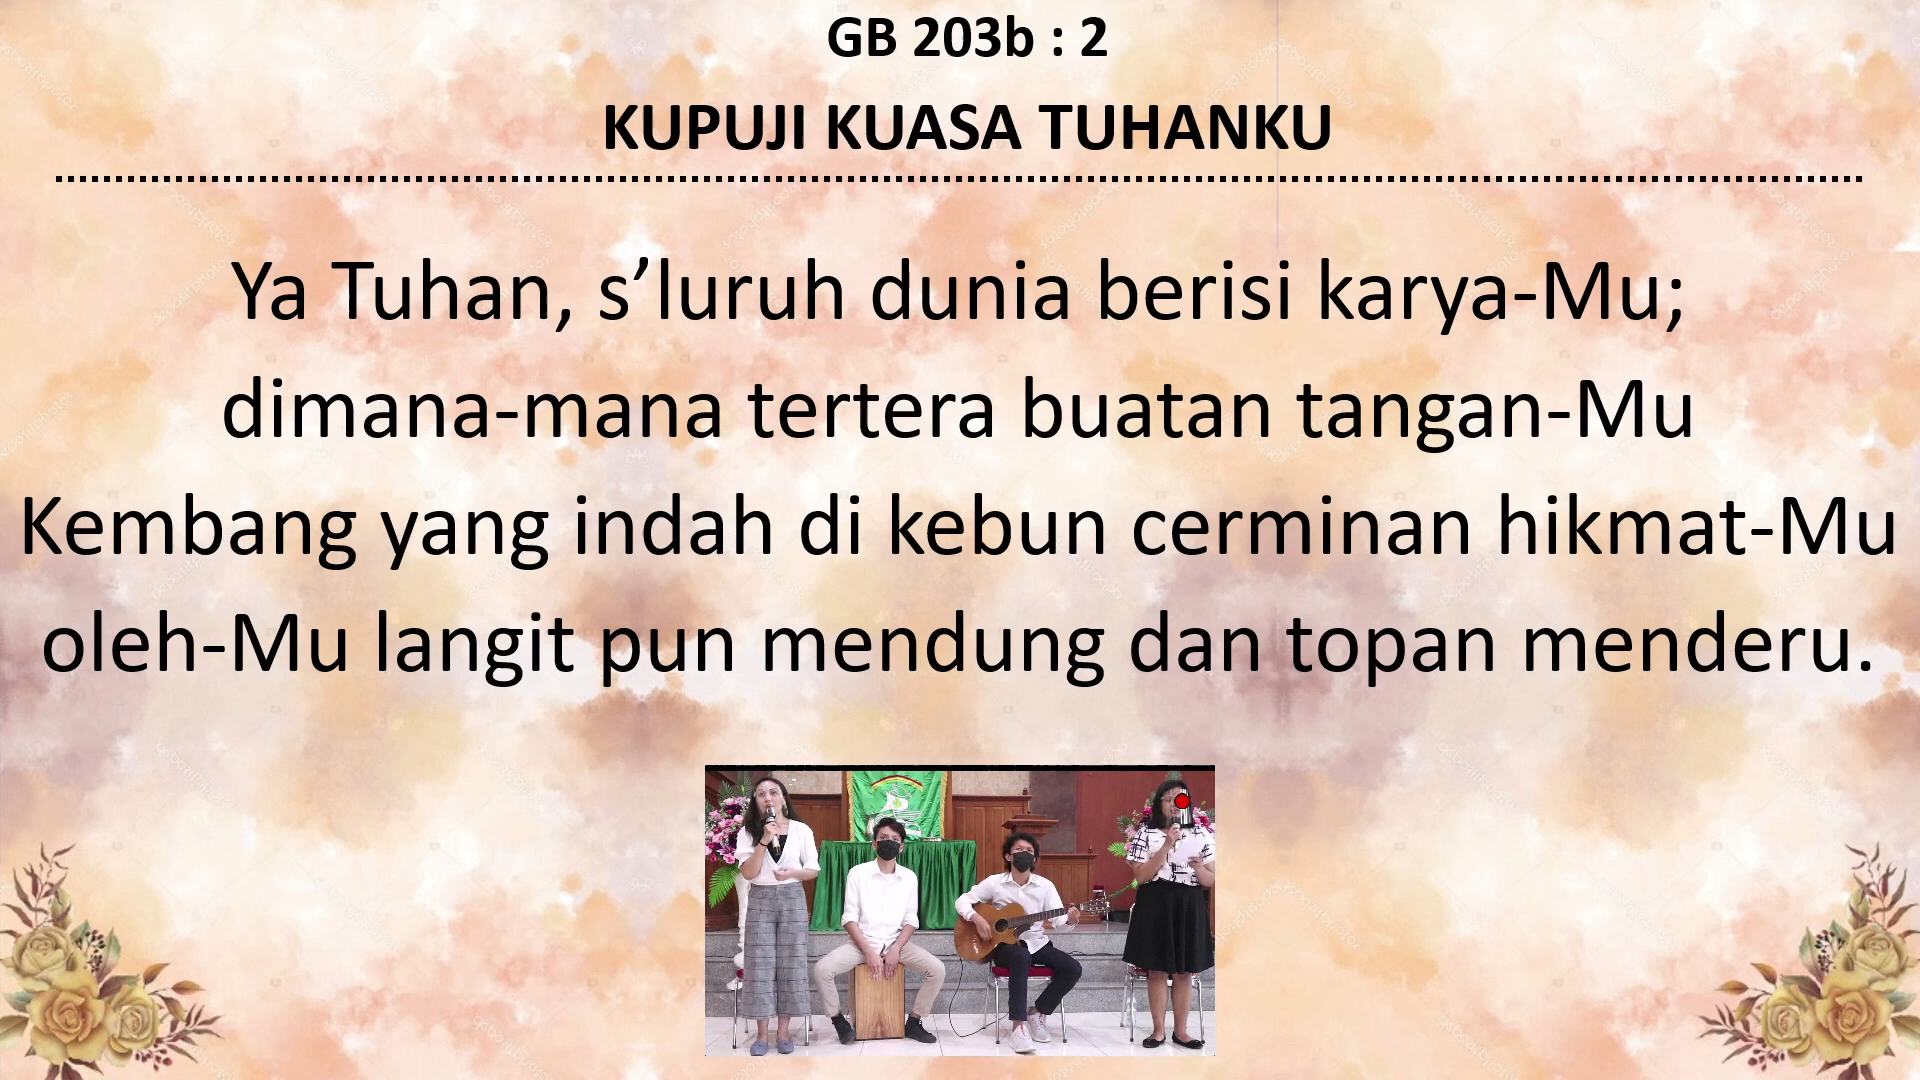 GB 203b : 2
KUPUJI KUASA TUHANKU
Ya Tuhan, s’luruh dunia berisi karya-Mu;
dimana-mana tertera buatan tangan-Mu
Kembang yang indah di kebun cerminan hikmat-Mu
oleh-Mu langit pun mendung dan topan menderu.